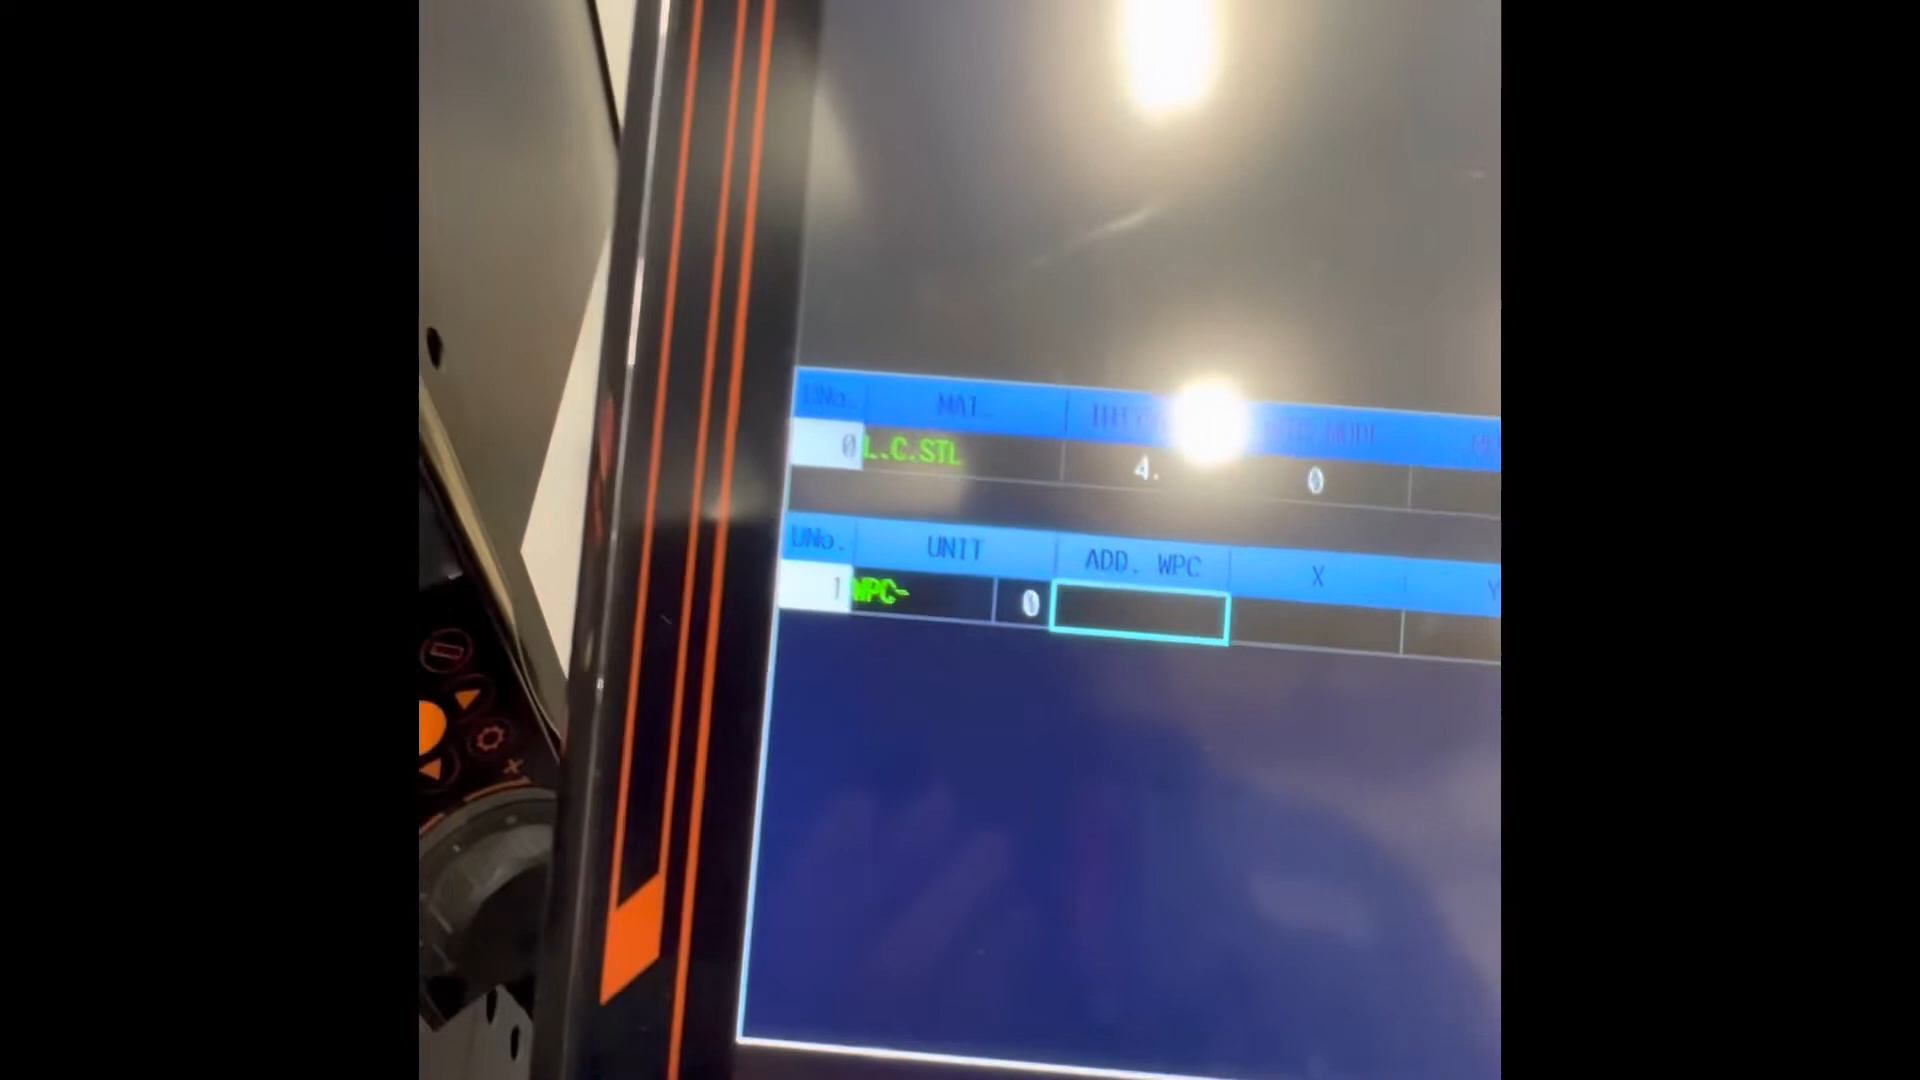 UNo. MAT.
0 L.C.STL 4. 0
UNo. UNIT ADD. WPC X Y
1 WPC- 0